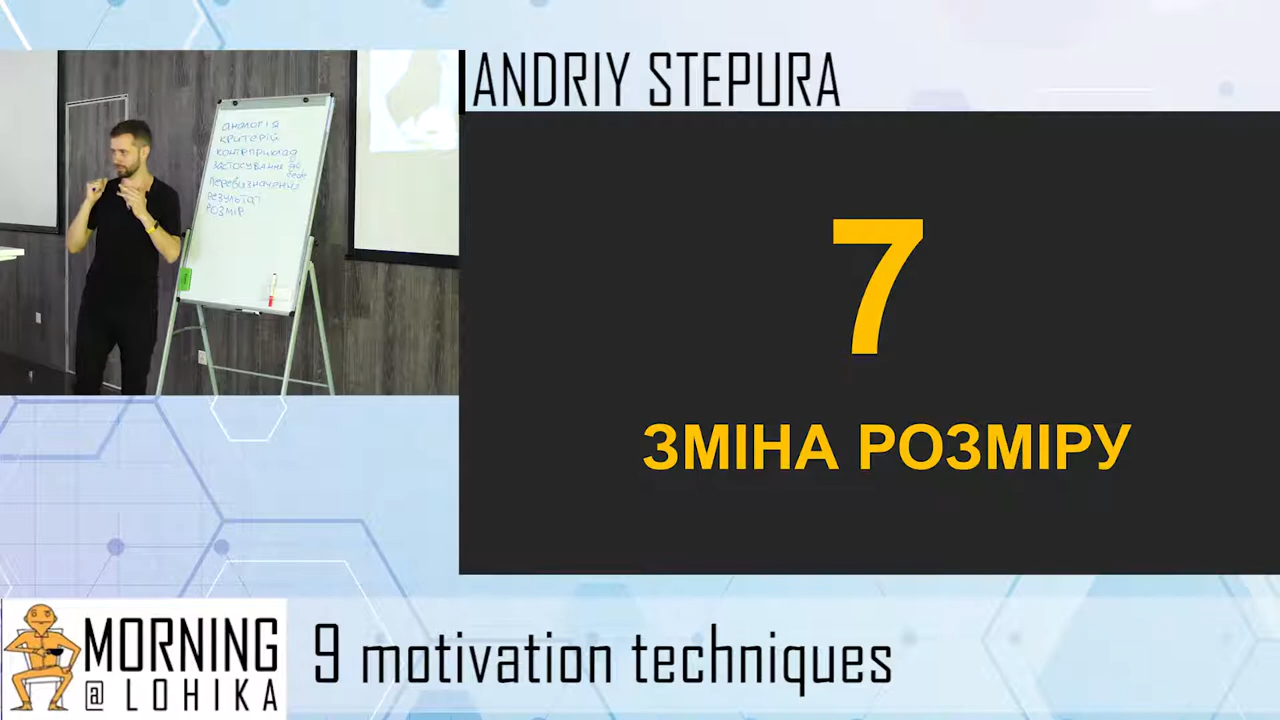 ANDRIY STEPURA
аналогія
критерій
контрприклад
застосування до
себе
перевизначення
результат
розмір
7
ЗМІНА РОЗМІРУ
MORNING
@ LOHIKA
9 motivation techniques